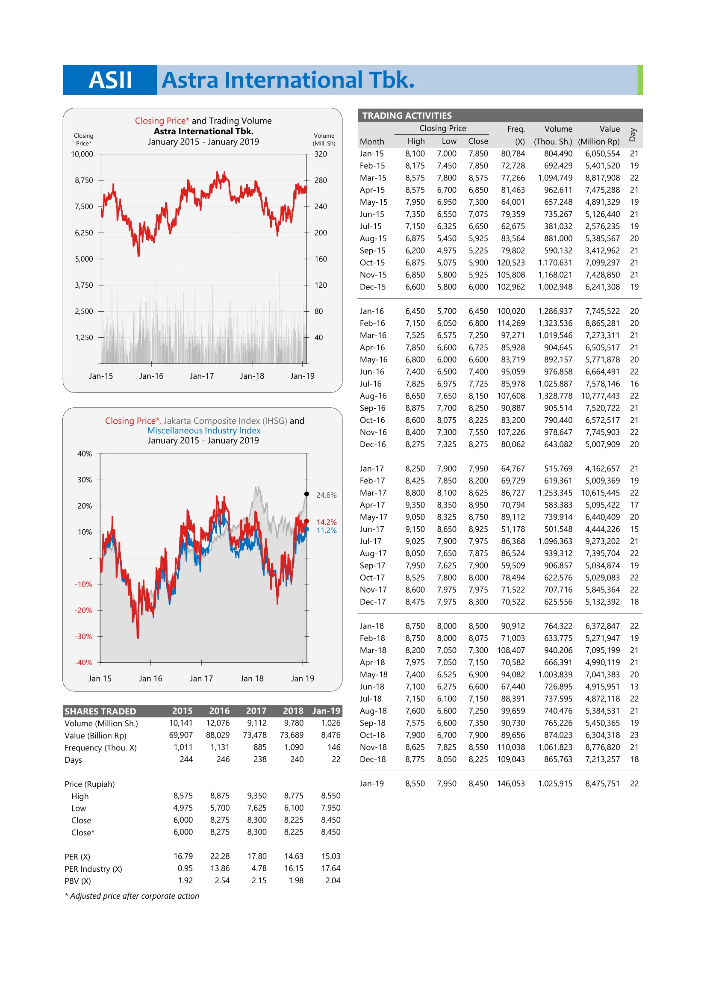 ASII Astra International Tbk.
Closing Price* and Trading Volume
Astra International Tbk.
January 2015 - January 2019
Closing
Price*
Volume
(Mill. Sh)
10,000 320
8,750 280
7,500 240
6,250 200
5,000 160
3,750 120
2,500 80
1,250 40
Jan-15 Jan-16 Jan-17 Jan-18 Jan-19
Closing Price*, Jakarta Composite Index (IHSG) and
Miscellaneous Industry Index
January 2015 - January 2019
40%
30%
24.6%
20%
14.2%
11.2%
10%
-
-10%
-20%
-30%
-40%
Jan 15 Jan 16 Jan 17 Jan 18 Jan 19
SHARES TRADED 2015 2016 2017 2018 Jan-19
Volume (Million Sh.) 10,141 12,076 9,112 9,780 1,026
Value (Billion Rp) 69,907 88,029 73,478 73,689 8,476
Frequency (Thou. X) 1,011 1,131 885 1,090 146
Days 244 246 238 240 22
Price (Rupiah)
High 8,575 8,875 9,350 8,775 8,550
Low 4,975 5,700 7,625 6,100 7,950
Close 6,000 8,275 8,300 8,225 8,450
Close* 6,000 8,275 8,300 8,225 8,450
PER (X) 16.79 22.28 17.80 14.63 15.03
PER Industry (X) 0.95 13.86 4.78 16.15 17.64
PBV (X) 1.92 2.54 2.15 1.98 2.04
* Adjusted price after corporate action
TRADING ACTIVITIES
Closing Price Freq. Volume Value Day
Month High Low Close (X) (Thou. Sh.) (Million Rp)
Jan-15 8,100 7,000 7,850 80,784 804,490 6,050,554 21
Feb-15 8,175 7,450 7,850 72,728 692,429 5,401,520 19
Mar-15 8,575 7,800 8,575 77,266 1,094,749 8,817,908 22
Apr-15 8,575 6,700 6,850 81,463 962,611 7,475,288 21
May-15 7,950 6,950 7,300 64,001 657,248 4,891,329 19
Jun-15 7,350 6,550 7,075 79,359 735,267 5,126,440 21
Jul-15 7,150 6,325 6,650 62,675 381,032 2,576,235 19
Aug-15 6,875 5,450 5,925 83,564 881,000 5,385,567 20
Sep-15 6,200 4,975 5,225 79,802 590,132 3,412,962 21
Oct-15 6,875 5,075 5,900 120,523 1,170,631 7,099,297 21
Nov-15 6,850 5,800 5,925 105,808 1,168,021 7,428,850 21
Dec-15 6,600 5,800 6,000 102,962 1,002,948 6,241,308 19
Jan-16 6,450 5,700 6,450 100,020 1,286,937 7,745,522 20
Feb-16 7,150 6,050 6,800 114,269 1,323,536 8,865,281 20
Mar-16 7,525 6,575 7,250 97,271 1,019,546 7,273,311 21
Apr-16 7,850 6,600 6,725 85,928 904,645 6,505,517 21
May-16 6,800 6,000 6,600 83,719 892,157 5,771,878 20
Jun-16 7,400 6,500 7,400 95,059 976,858 6,664,491 22
Jul-16 7,825 6,975 7,725 85,978 1,025,887 7,578,146 16
Aug-16 8,650 7,650 8,150 107,608 1,328,778 10,777,443 22
Sep-16 8,875 7,700 8,250 90,887 905,514 7,520,722 21
Oct-16 8,600 8,075 8,225 83,200 790,440 6,572,517 21
Nov-16 8,400 7,300 7,550 107,226 978,647 7,745,903 22
Dec-16 8,275 7,325 8,275 80,062 643,082 5,007,909 20
Jan-17 8,250 7,900 7,950 64,767 515,769 4,162,657 21
Feb-17 8,425 7,850 8,200 69,729 619,361 5,009,369 19
Mar-17 8,800 8,100 8,625 86,727 1,253,345 10,615,445 22
Apr-17 9,350 8,350 8,950 70,794 583,383 5,095,422 17
May-17 9,050 8,325 8,750 89,112 739,914 6,440,409 20
Jun-17 9,150 8,650 8,925 51,178 501,548 4,444,226 15
Jul-17 9,025 7,900 7,975 86,368 1,096,363 9,273,202 21
Aug-17 8,050 7,650 7,875 86,524 939,312 7,395,704 22
Sep-17 7,950 7,625 7,900 59,509 906,857 5,034,874 19
Oct-17 8,525 7,800 8,000 78,494 622,576 5,029,083 22
Nov-17 8,600 7,975 7,975 71,522 707,716 5,845,364 22
Dec-17 8,475 7,975 8,300 70,522 625,556 5,132,392 18
Jan-18 8,750 8,000 8,500 90,912 764,322 6,372,847 22
Feb-18 8,750 8,000 8,075 71,003 633,775 5,271,947 19
Mar-18 8,200 7,050 7,300 108,407 940,206 7,095,199 21
Apr-18 7,975 7,050 7,150 70,582 666,391 4,990,119 21
May-18 7,400 6,525 6,900 94,082 1,003,839 7,041,383 20
Jun-18 7,100 6,275 6,600 67,440 726,895 4,915,951 13
Jul-18 7,150 6,100 7,150 88,391 737,595 4,872,118 22
Aug-18 7,600 6,600 7,250 99,659 740,476 5,384,531 21
Sep-18 7,575 6,600 7,350 90,730 765,226 5,450,365 19
Oct-18 7,900 6,700 7,900 89,656 874,023 6,304,318 23
Nov-18 8,625 7,825 8,550 110,038 1,061,823 8,776,820 21
Dec-18 8,775 8,050 8,225 109,043 865,763 7,213,257 18
Jan-19 8,550 7,950 8,450 146,053 1,025,915 8,475,751 22